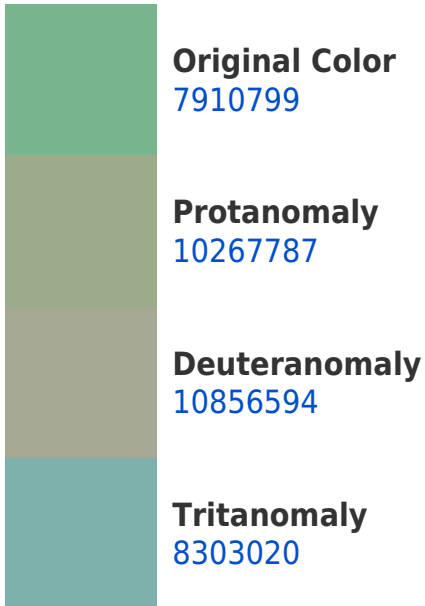 Original Color
7910799
Protanomaly
10267787
Deuteranomaly
10856594
Tritanomaly
8303020